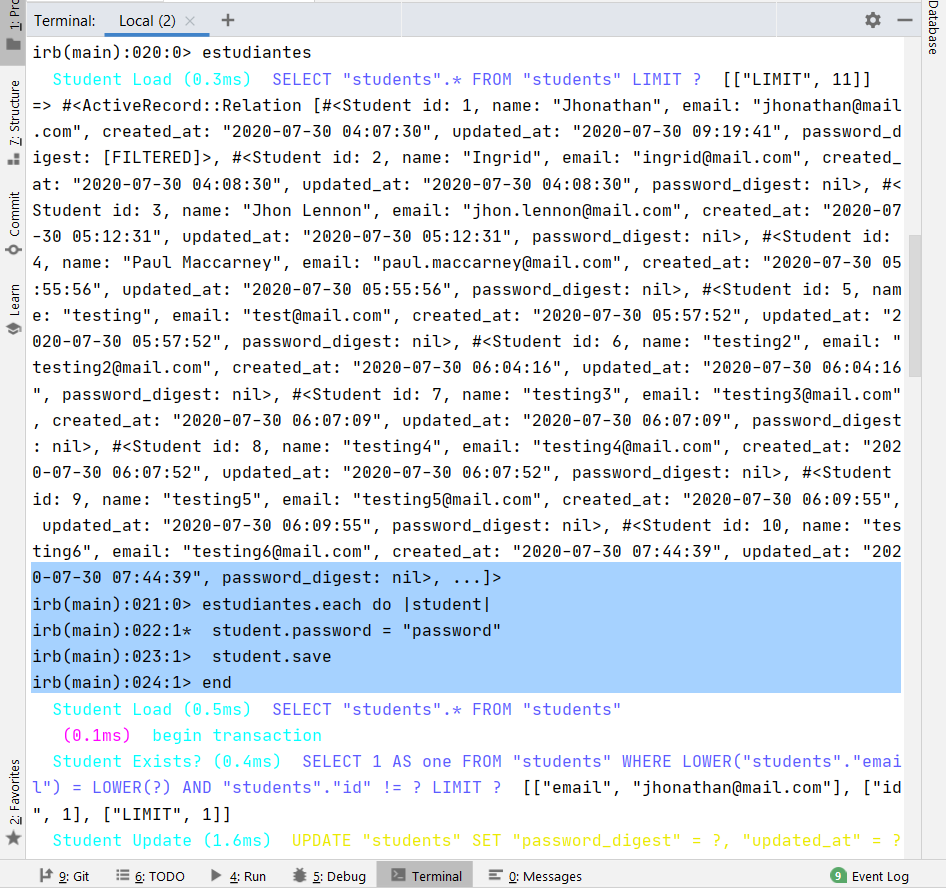 1: Pro
Terminal: Local (2) × +
irb(main):020:0> estudiantes
Student Load (0.3ms) SELECT "students".* FROM "students" LIMIT ? [["LIMIT", 11]]
=> #<ActiveRecord::Relation [#<Student id: 1, name: "Jhonathan", email: "jhonathan@mail
.com", created_at: "2020-07-30 04:07:30", updated_at: "2020-07-30 09:19:41", password_d
igest: [FILTERED]>, #<Student id: 2, name: "Ingrid", email: "ingrid@mail.com", created_
at: "2020-07-30 04:08:30", updated_at: "2020-07-30 04:08:30", password_digest: nil>, #<
Student id: 3, name: "Jhon Lennon", email: "jhon.lennon@mail.com", created_at: "2020-07
-30 05:12:31", updated_at: "2020-07-30 05:12:31", password_digest: nil>, #<Student id:
4, name: "Paul Maccarney", email: "paul.maccarney@mail.com", created_at: "2020-07-30 05
:55:56", updated_at: "2020-07-30 05:55:56", password_digest: nil>, #<Student id: 5, nam
e: "testing", email: "test@mail.com", created_at: "2020-07-30 05:57:52", updated_at: "2
020-07-30 05:57:52", password_digest: nil>, #<Student id: 6, name: "testing2", email: "
testing2@mail.com", created_at: "2020-07-30 06:04:16", updated_at: "2020-07-30 06:04:16
", password_digest: nil>, #<Student id: 7, name: "testing3", email: "testing3@mail.com"
, created_at: "2020-07-30 06:07:09", updated_at: "2020-07-30 06:07:09", password_digest
: nil>, #<Student id: 8, name: "testing4", email: "testing4@mail.com", created_at: "202
0-07-30 06:07:52", updated_at: "2020-07-30 06:07:52", password_digest: nil>, #<Student
id: 9, name: "testing5", email: "testing5@mail.com", created_at: "2020-07-30 06:09:55",
updated_at: "2020-07-30 06:09:55", password_digest: nil>, #<Student id: 10, name: "tes
ting6", email: "testing6@mail.com", created_at: "2020-07-30 07:44:39", updated_at: "202
0-07-30 07:44:39", password_digest: nil>, ...]>
irb(main):021:0> estudiantes.each do |student|
irb(main):022:1* student.password = "password"
irb(main):023:1> student.save
irb(main):024:1> end
Student Load (0.5ms) SELECT "students".* FROM "students"
(0.1ms) begin transaction
Student Exists? (0.4ms) SELECT 1 AS one FROM "students" WHERE LOWER("students"."emai
l") = LOWER(?) AND "students"."id" != ? LIMIT ? [["email", "jhonathan@mail.com"], ["id
", 1], ["LIMIT", 1]]
Student Update (1.6ms) UPDATE "students" SET "password_digest" = ?, "updated_at" = ?
7: Structure
Commit
Learn
2: Favorites
Database
9: Git 6: TODO 4: Run 5: Debug Terminal 0: Messages 9 Event Log